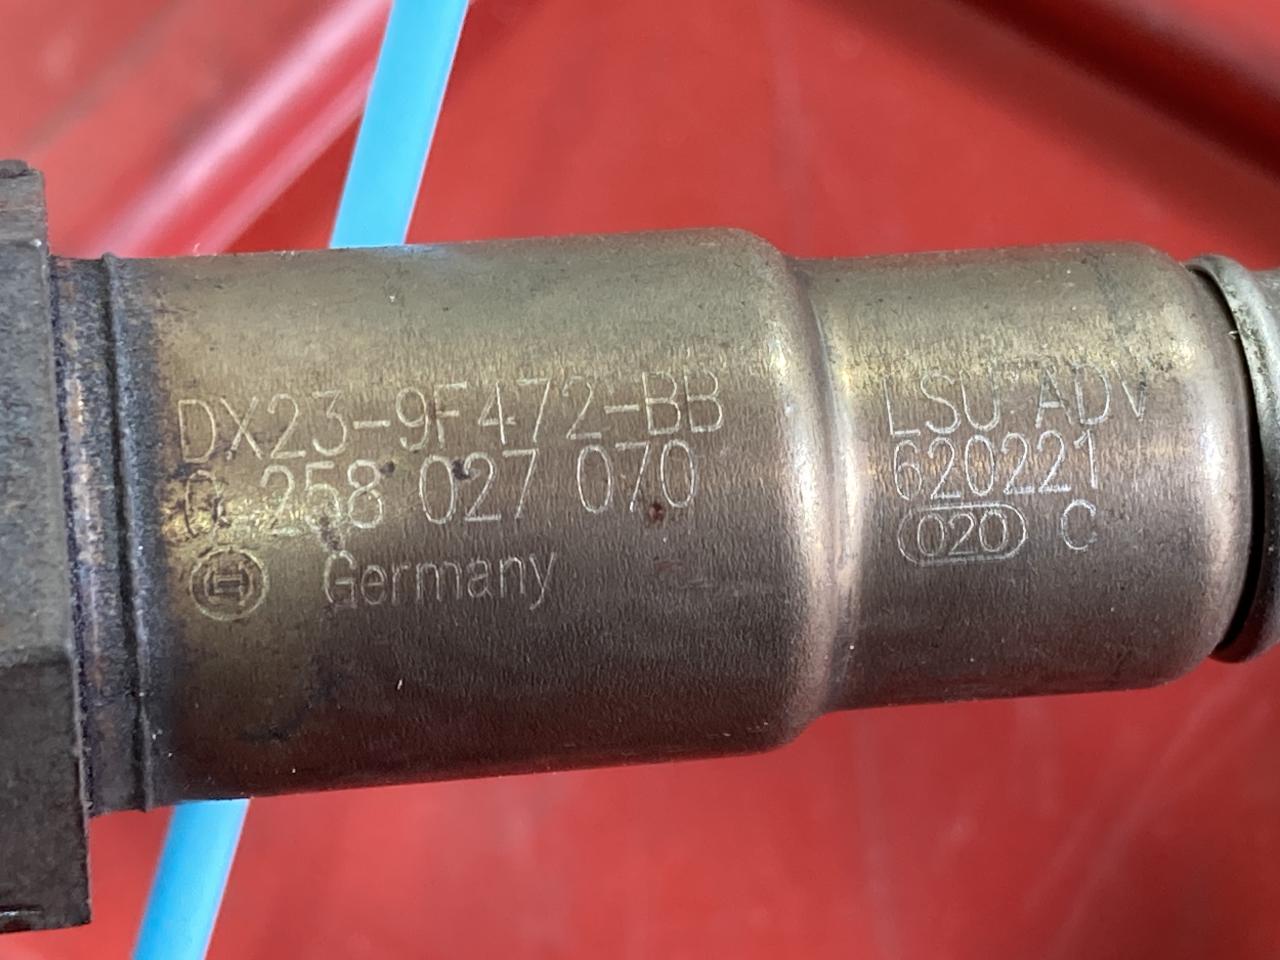 DX23-9F472-BB
0 258 027 070
Germany
LSU ADV
620221
020 C